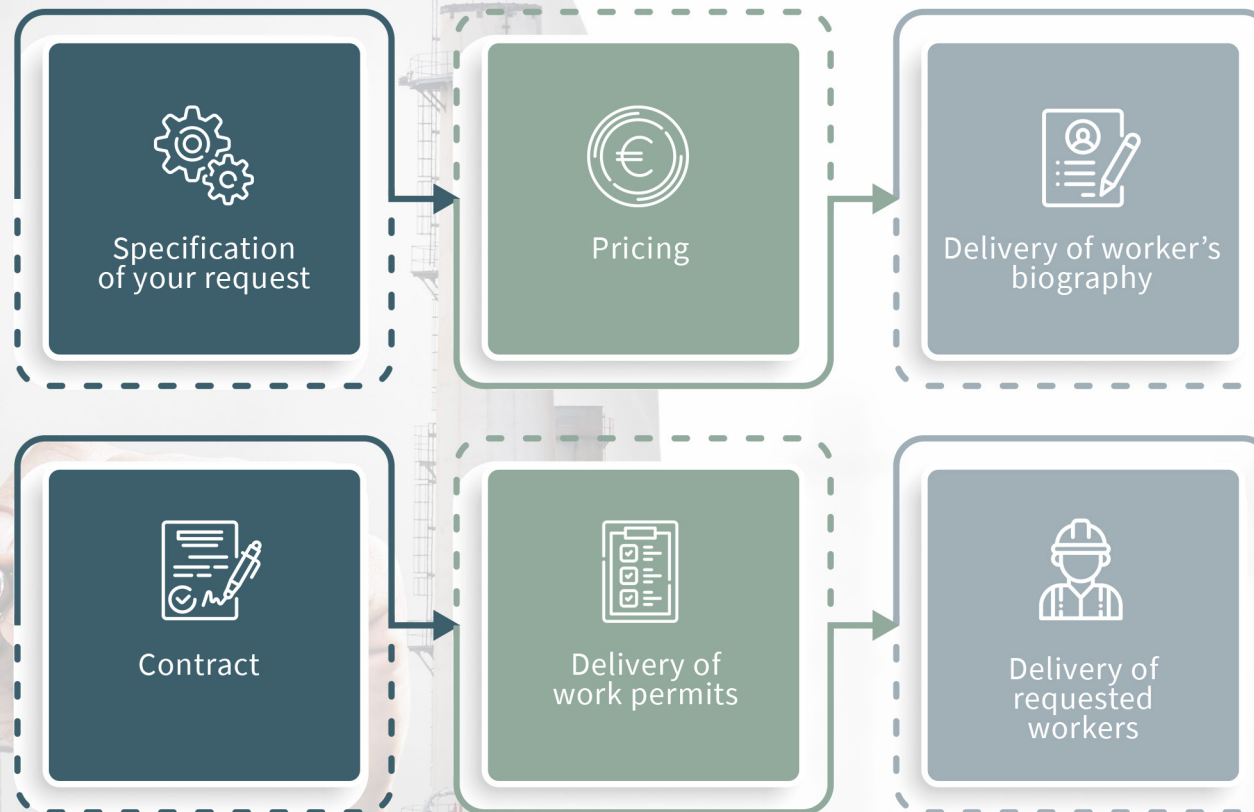 Specification
of your request
Pricing
Delivery of worker’s
biography
Contract
Delivery of
work permits
Delivery of
requested
workers